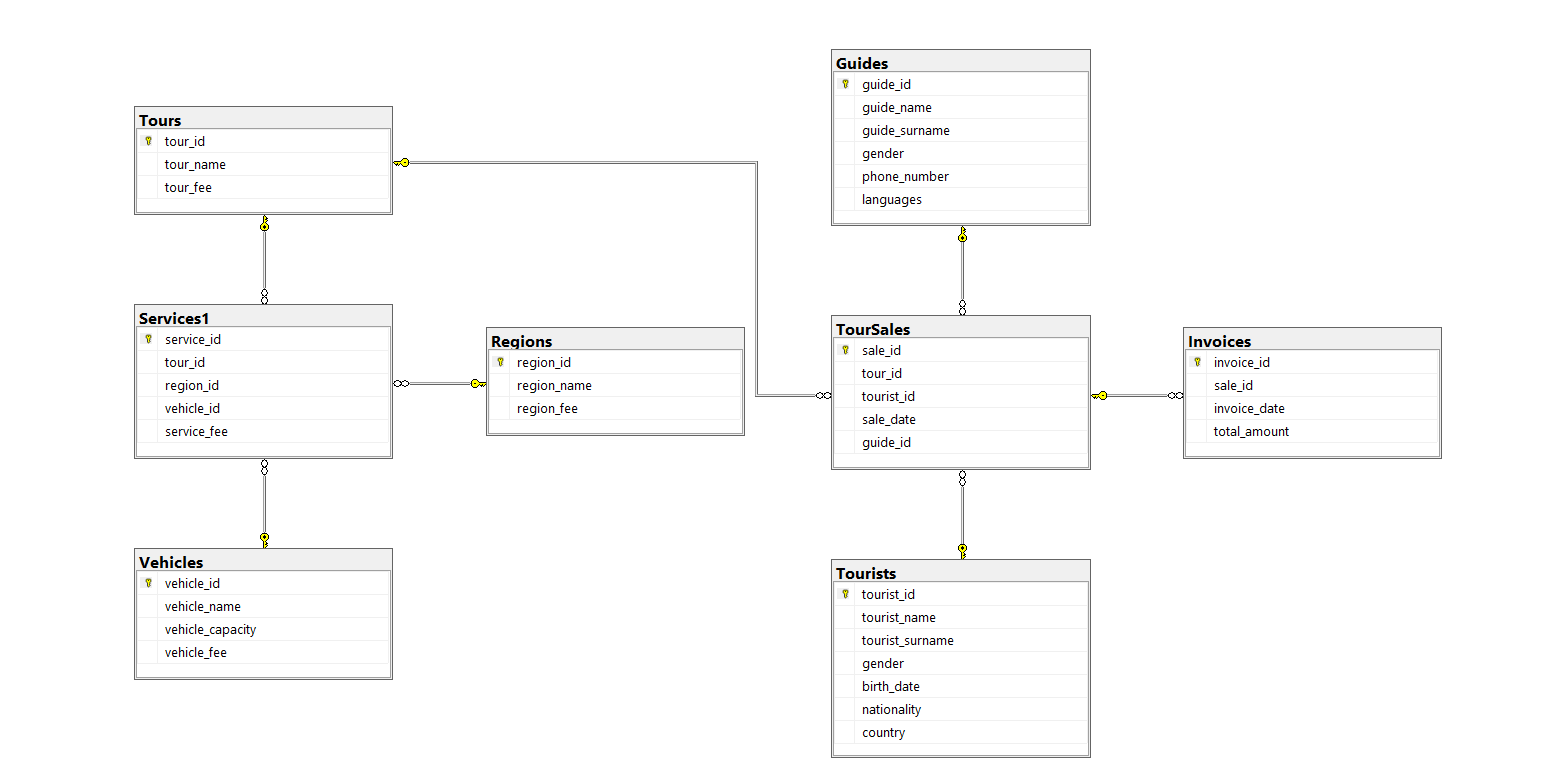 Tours
tour_id
tour_name
tour_fee
Services1
service_id
tour_id
region_id
vehicle_id
service_fee
Vehicles
vehicle_id
vehicle_name
vehicle_capacity
vehicle_fee
Regions
region_id
region_name
region_fee
Guides
guide_id
guide_name
guide_surname
gender
phone_number
languages
TourSales
sale_id
tour_id
tourist_id
sale_date
guide_id
Tourists
tourist_id
tourist_name
tourist_surname
gender
birth_date
nationality
country
Invoices
invoice_id
sale_id
invoice_date
total_amount